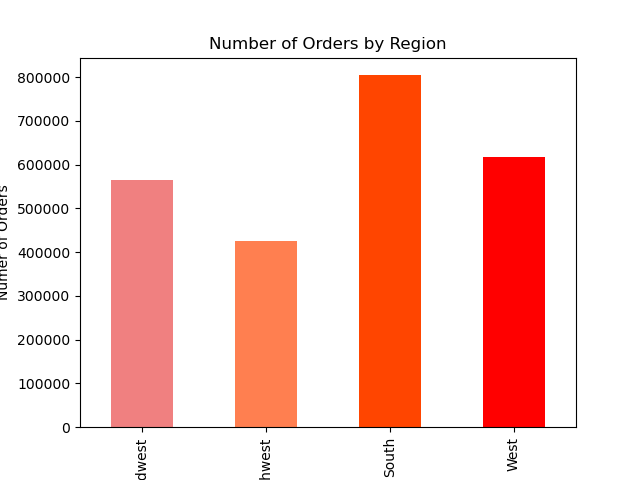 Number of Orders by Region
Numer of Orders
800000
700000
600000
500000
400000
300000
200000
100000
0
dwest
hwest
South
West